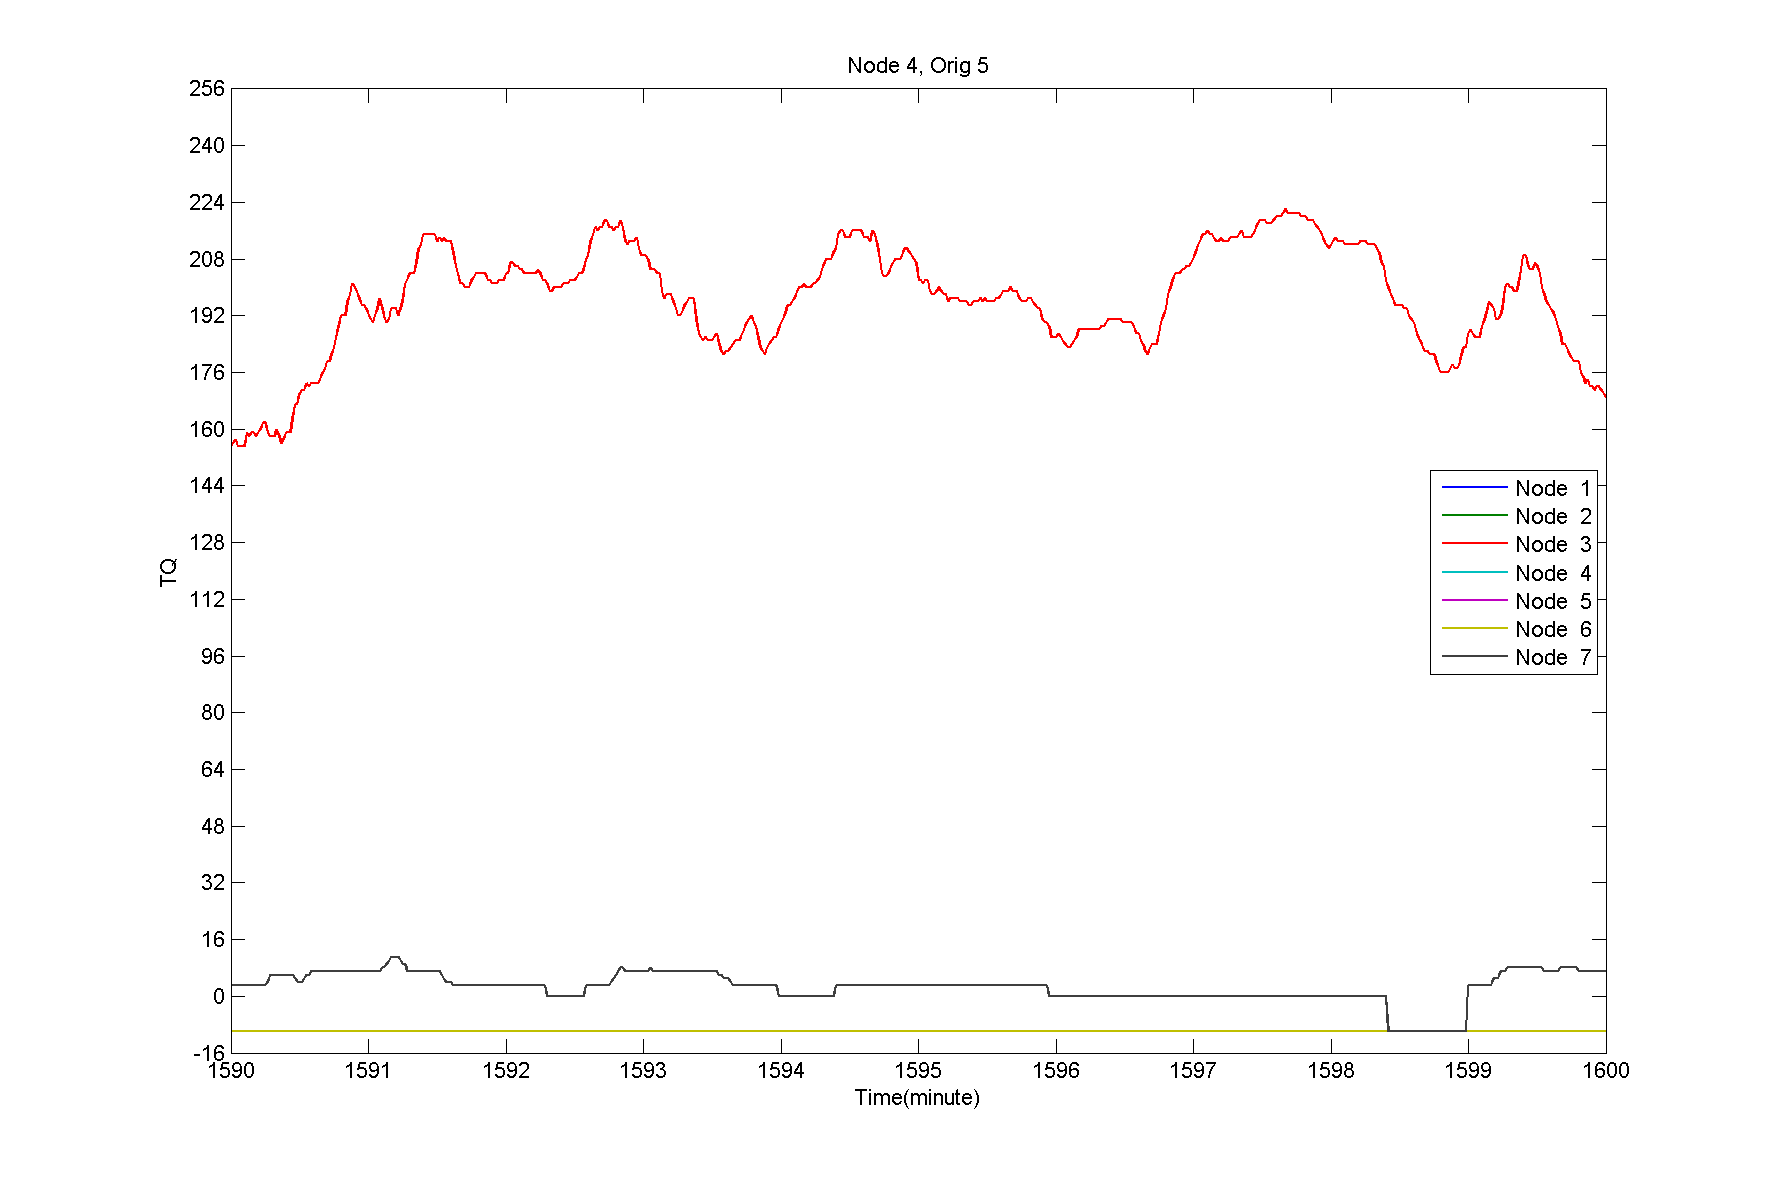 Node 4, Orig 5
256
240
224
208
192
176
160
144
128
112
96
80
64
48
32
16
0
-16
TQ
Node 1
Node 2
Node 3
Node 4
Node 5
Node 6
Node 7
1590 1591 1592 1593 1594 1595 1596 1597 1598 1599 1600
Time(minute)